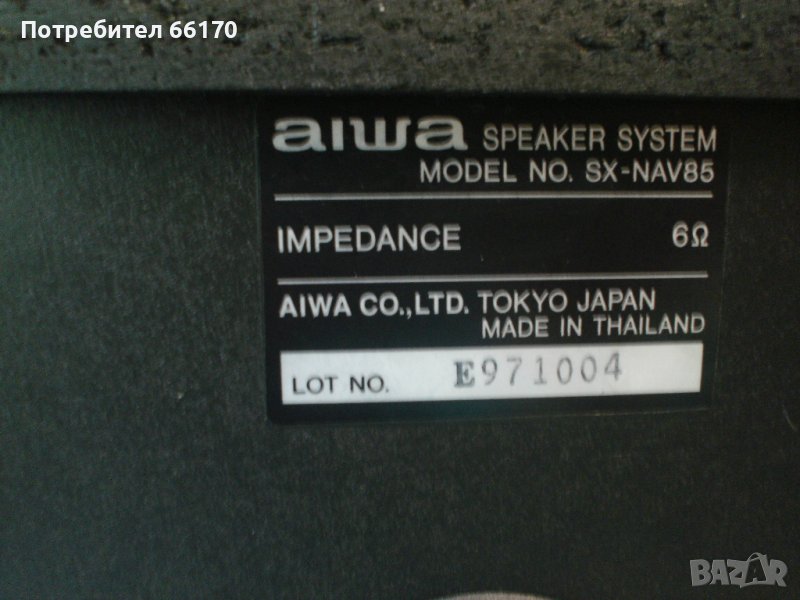 Потребител 66170
aiwa SPEAKER SYSTEM
MODEL NO. SX-NAV85
IMPEDANCE 6Ω
AIWA CO.,LTD. TOKYO JAPAN
MADE IN THAILAND
LOT NO. E971004
BAZAR